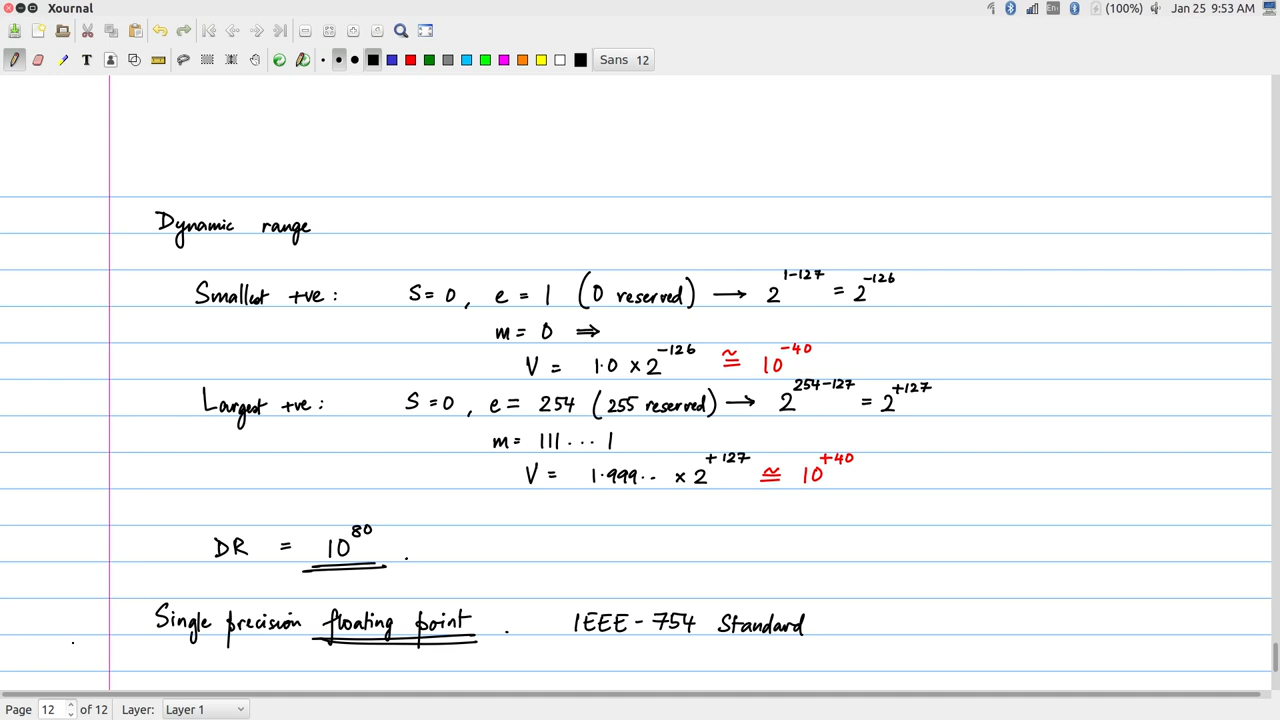 Xournal
En (100%) Jan 25 9:53 AM
T Sans 12
Dynamic range
Smallest +ve : S = 0 , e = 1 (0 reserved) → 2^{1-127} = 2^{-126}
m = 0 ⇒
V = 1.0 × 2^{-126} ≅ 10^{-40}
Largest +ve : S = 0 , e = 254 (255 reserved) → 2^{254-127} = 2^{+127}
m = 111 ... 1
V = 1.999.. × 2^{+127} ≅ 10^{+40}
DR = 10^{80} .
Single precision floating point . IEEE - 754 Standard
Page 12 of 12 Layer: Layer 1